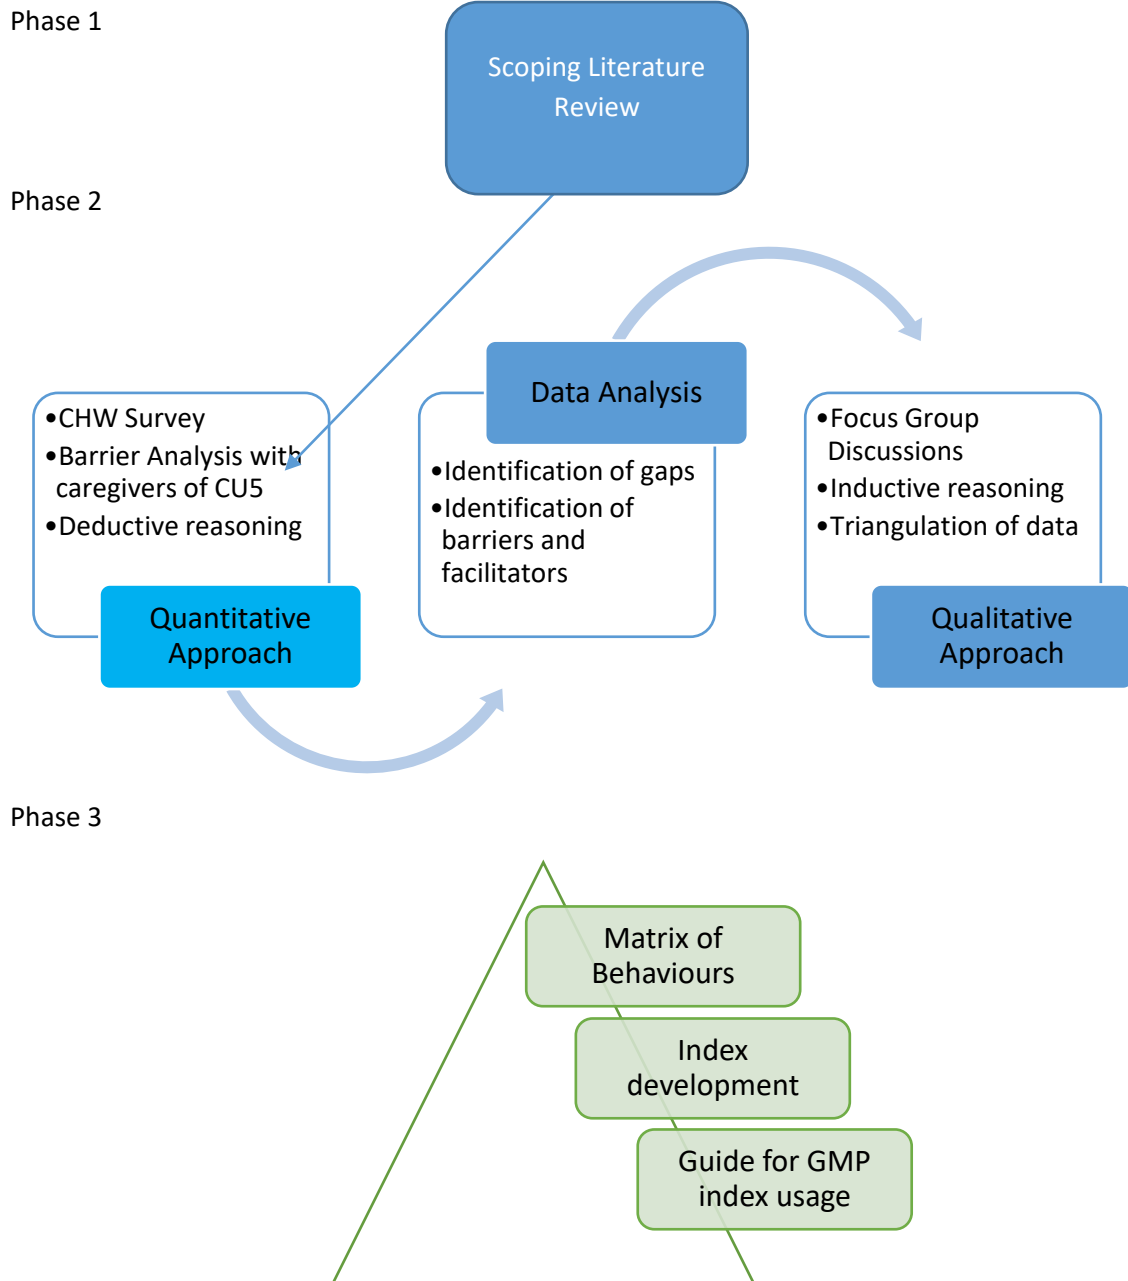 Phase 1
Scoping Literature
Review
Phase 2
•CHW Survey
•Barrier Analysis with
caregivers of CU5
•Deductive reasoning
Quantitative
Approach
Data Analysis
•Identification of gaps
•Identification of
barriers and
facilitators
•Focus Group
Discussions
•Inductive reasoning
•Triangulation of data
Qualitative
Approach
Phase 3
Matrix of
Behaviours
Index
development
Guide for GMP
index usage